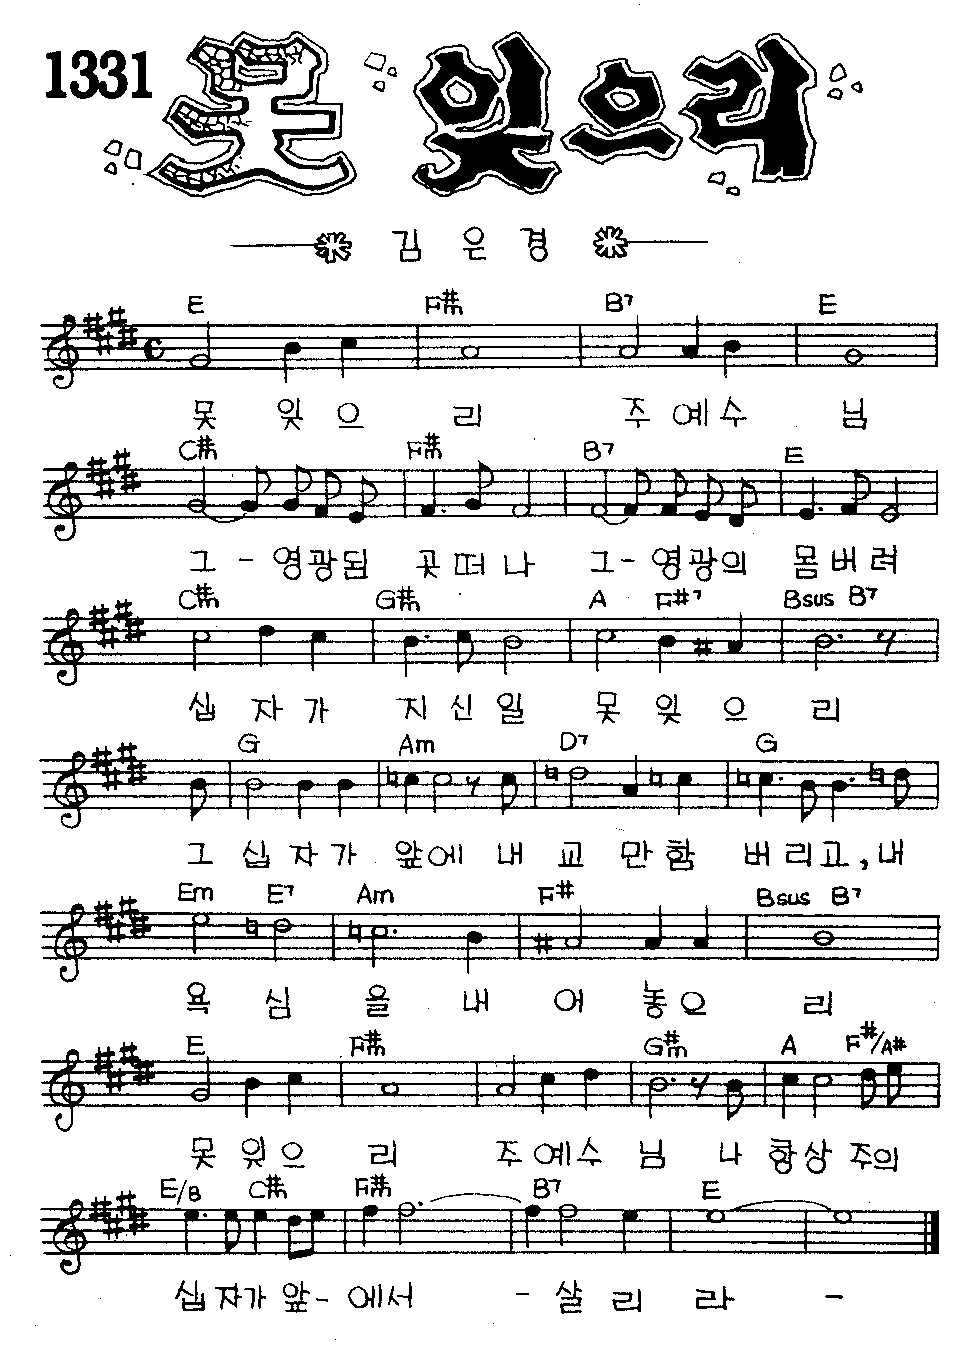 1331 못 잊으리
김은경
E F#m B7 E
못 잊으리 주 예수 님
C#m F#m B7 E
그 - 영광된 곳 떠나 그 - 영광의 몸 버려
C#m G#m A F#7 Bsus B7
십자가 지신 일 못 잊으리
G Am D7 G
그 십자가 앞에 내 교만함 버리고, 내
Em E7 Am F# Bsus B7
욕심을 내어 놓으리
E F#m G#m A F#/A#
못 잊으리 주 예수 님 나 항상 주의
E/B C#m F#m B7 E
십자가 앞 - 에서 - 살리라 -